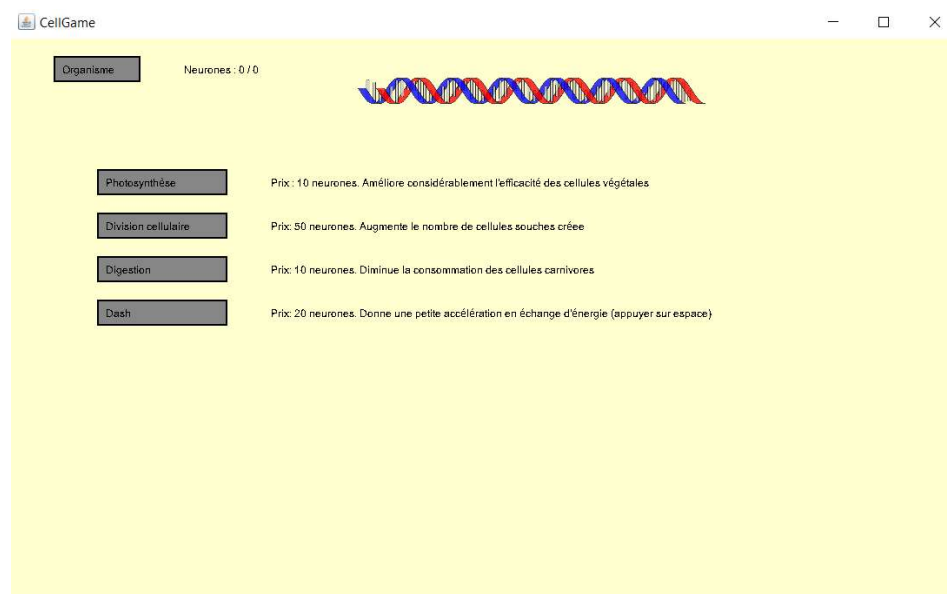 CellGame
Organisme Neurones : 0 / 0
Photosynthèse Prix : 10 neurones. Améliore considérablement l'efficacité des cellules végétales
Division cellulaire Prix: 50 neurones. Augmente le nombre de cellules souches créee
Digestion Prix: 10 neurones. Diminue la consommation des cellules carnivores
Dash Prix: 20 neurones. Donne une petite accélération en échange d'énergie (appuyer sur espace)